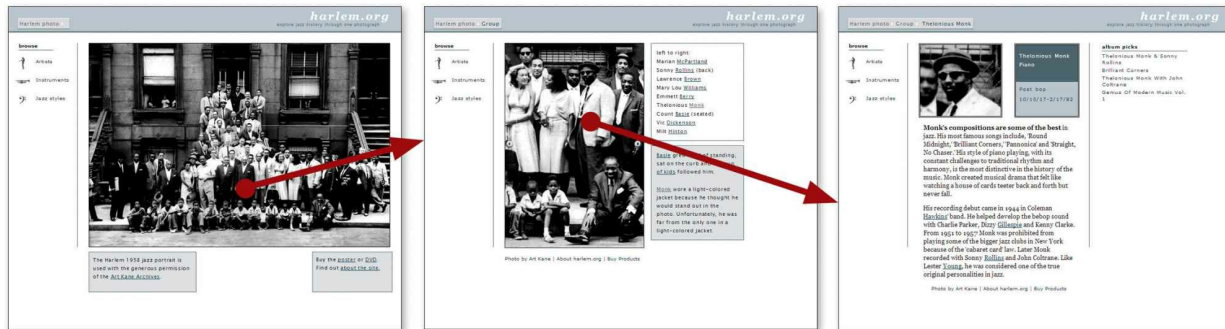 Harlem photo
harlem.org
explore jazz history through one photograph
browse
Artists
Instruments
Jazz styles
The Harlem 1958 jazz portrait is
used with the generous permission
of the Art Kane Archives.
Buy the poster or DVD.
Find out about the site.
Harlem photo Group
harlem.org
explore jazz history through one photograph
browse
Artists
Instruments
Jazz styles
left to right:
Marian McPartland
Sonny Rollins (back)
Lawrence Brown
Mary Lou Williams
Emmett Berry
Thelonious Monk
Count Basie (seated)
Vic Dickenson
Milt Hinton
Basie grew of standing,
sat on the curb and
of kids followed him.
Monk wore a light-colored
jacket because he thought he
would stand out in the
photo. Unfortunately, he was
far from the only one in a
light-colored jacket.
Photo by Art Kane | About harlem.org | Buy Products
Harlem photo Group Thelonious Monk
harlem.org
explore jazz history through one photograph
browse
Artists
Instruments
Jazz styles
Thelonious Monk
Piano
Post bop
10/10/17-2/17/82
album picks
Thelonious Monk & Sonny
Rollins
Brilliant Corners
Thelonious Monk With John
Coltrane
Genius Of Modern Music Vol.
1
Monk's compositions are some of the best in
jazz. His most famous songs include, 'Round
Midnight,' 'Brilliant Corners,' 'Pannonica' and 'Straight,
No Chaser.' His style of piano playing, with its
constant challenges to traditional rhythm and
harmony, is the most distinctive in the history of the
music. Monk created musical drama that felt like
watching a house of cards teeter back and forth but
never fall.
His recording debut came in 1944 in Coleman
Hawkins' band. He helped develop the bebop sound
with Charlie Parker, Dizzy Gillespie and Kenny Clarke.
From 1951 to 1957 Monk was prohibited from
playing some of the bigger jazz clubs in New York
because of the 'cabaret card' law. Later Monk
recorded with Sonny Rollins and John Coltrane. Like
Lester Young, he was considered one of the true
original personalities in jazz.
Photo by Art Kane | About harlem.org | Buy Products